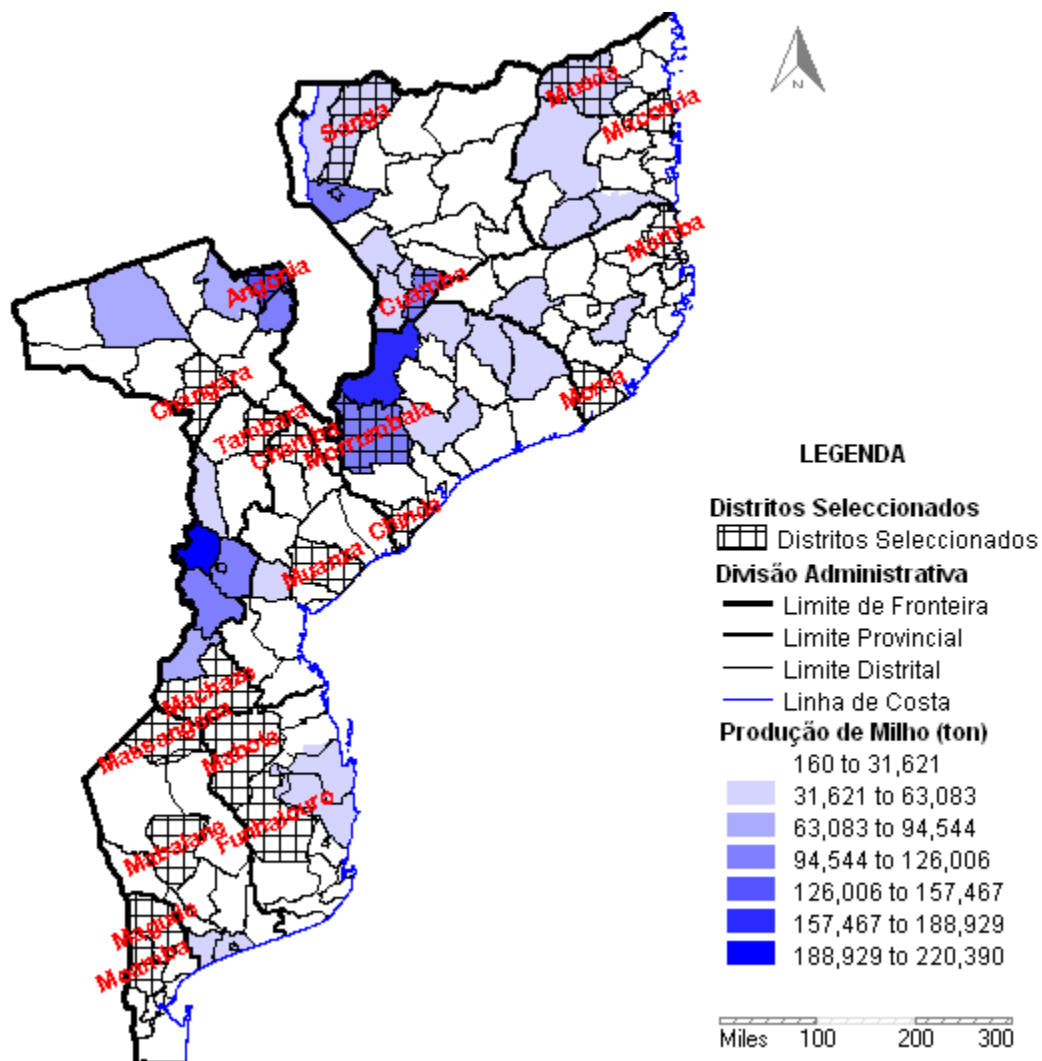 N
Mueda
Sanga
Macomia
Memba
Angonia
Cuamba
Changara
Moma
Tambara
Chemba
Morrumbala
Chinde
Muanza
Machaze
Massangena
Mabote
Funhalouro
Mabalane
Magude
Moamba
LEGENDA
Distritos Seleccionados
Distritos Seleccionados
Divisão Administrativa
Limite de Fronteira
Limite Provincial
Limite Distrital
Linha de Costa
Produção de Milho (ton)
160 to 31,621
31,621 to 63,083
63,083 to 94,544
94,544 to 126,006
126,006 to 157,467
157,467 to 188,929
188,929 to 220,390
Miles 100 200 300